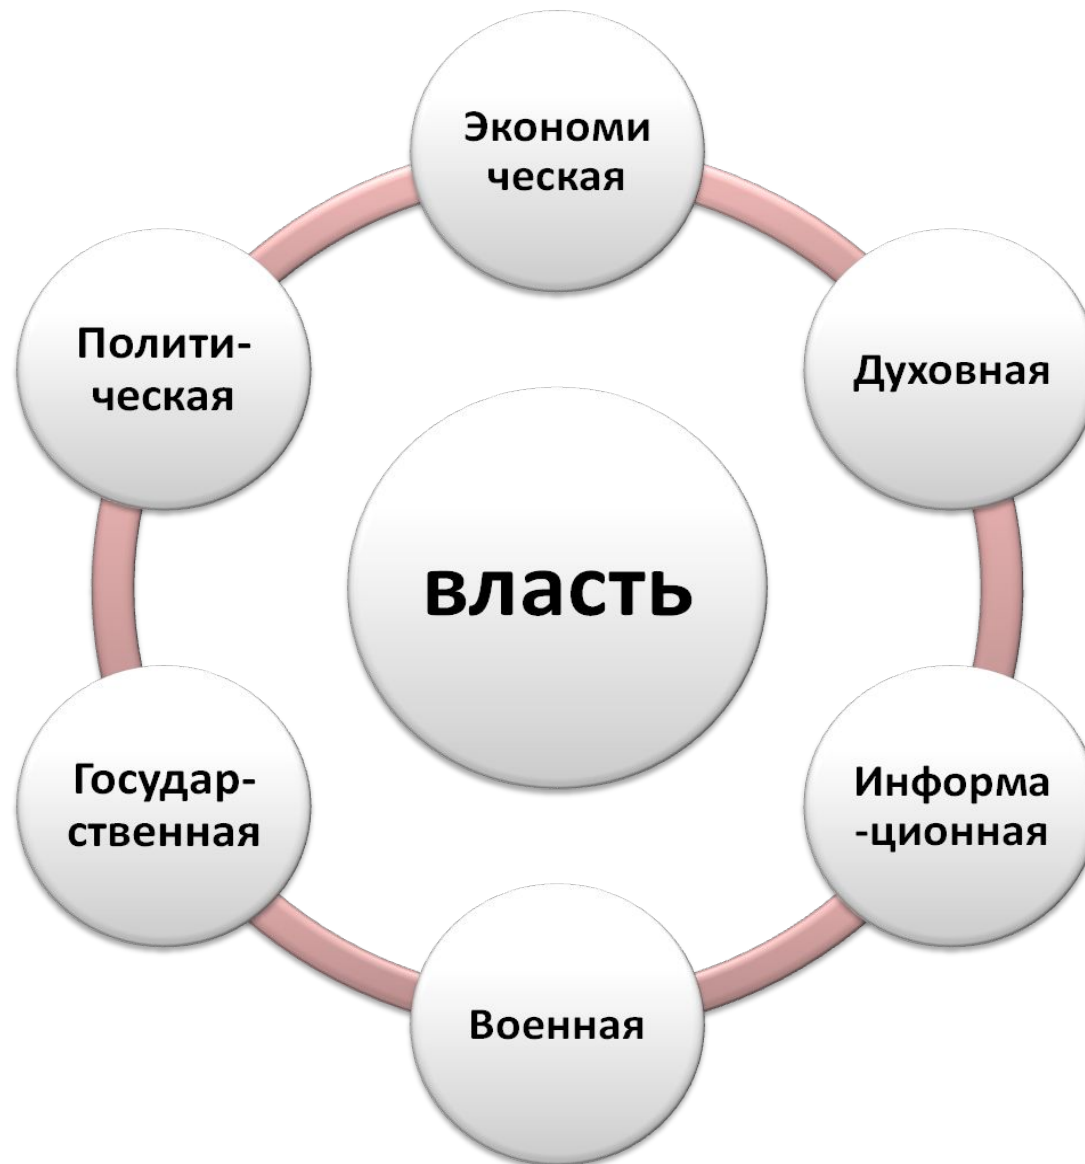 Экономи
ческая
Полити-
ческая
Духовная
власть
Государ-
ственная
Информа
-ционная
Военная